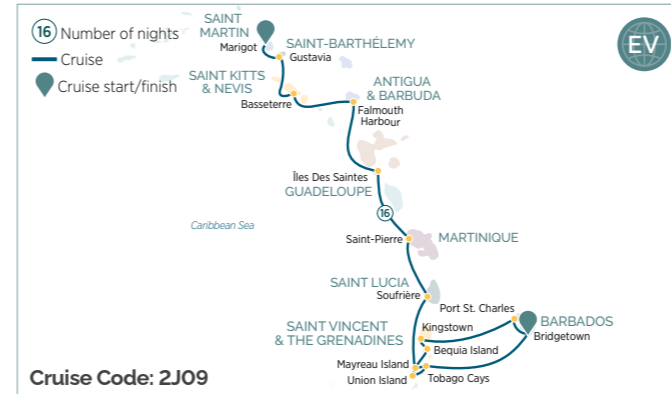 16 Number of nights
Cruise
Cruise start/finish
EV
SAINT
MARTIN
Marigot
SAINT-BARTHÉLEMY
Gustavia
SAINT KITTS
& NEVIS
Basseterre
ANTIGUA
& BARBUDA
Falmouth
Harbour
Îles Des Saintes
GUADELOUPE
16
Caribbean Sea
Saint-Pierre
MARTINIQUE
SAINT LUCIA
Soufrière
Port St. Charles
BARBADOS
Bridgetown
SAINT VINCENT
& THE GRENADINES
Kingstown
Bequia Island
Mayreau Island
Union Island
Tobago Cays
Cruise Code: 2J09